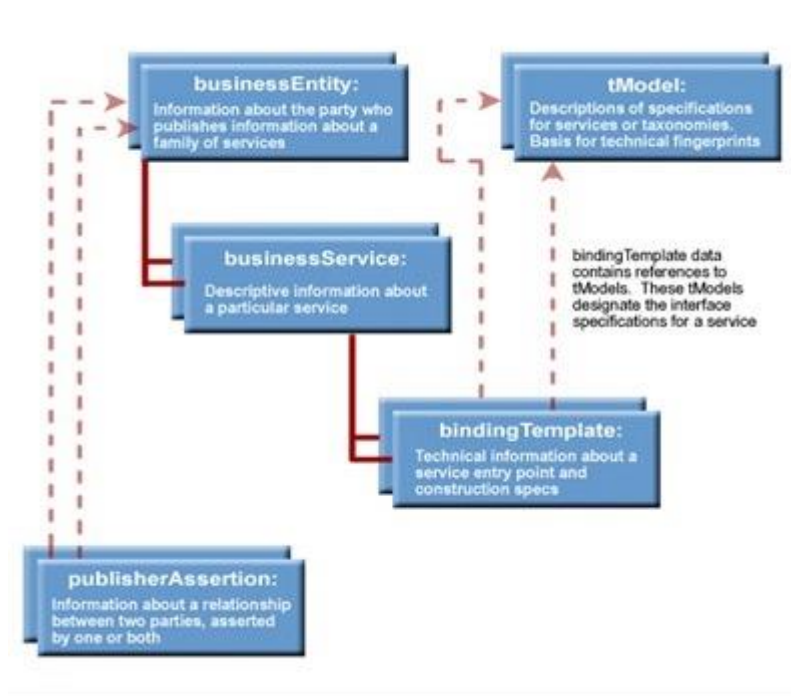 businessEntity:
Information about the party who
publishes information about a
family of services
tModel:
Descriptions of specifications
for services or taxonomies.
Basis for technical fingerprints
businessService:
Descriptive information about
a particular service
bindingTemplate data
contains references to
tModels. These tModels
designate the interface
specifications for a service
bindingTemplate:
Technical information about a
service entry point and
construction specs
publisherAssertion:
Information about a relationship
between two parties, asserted
by one or both